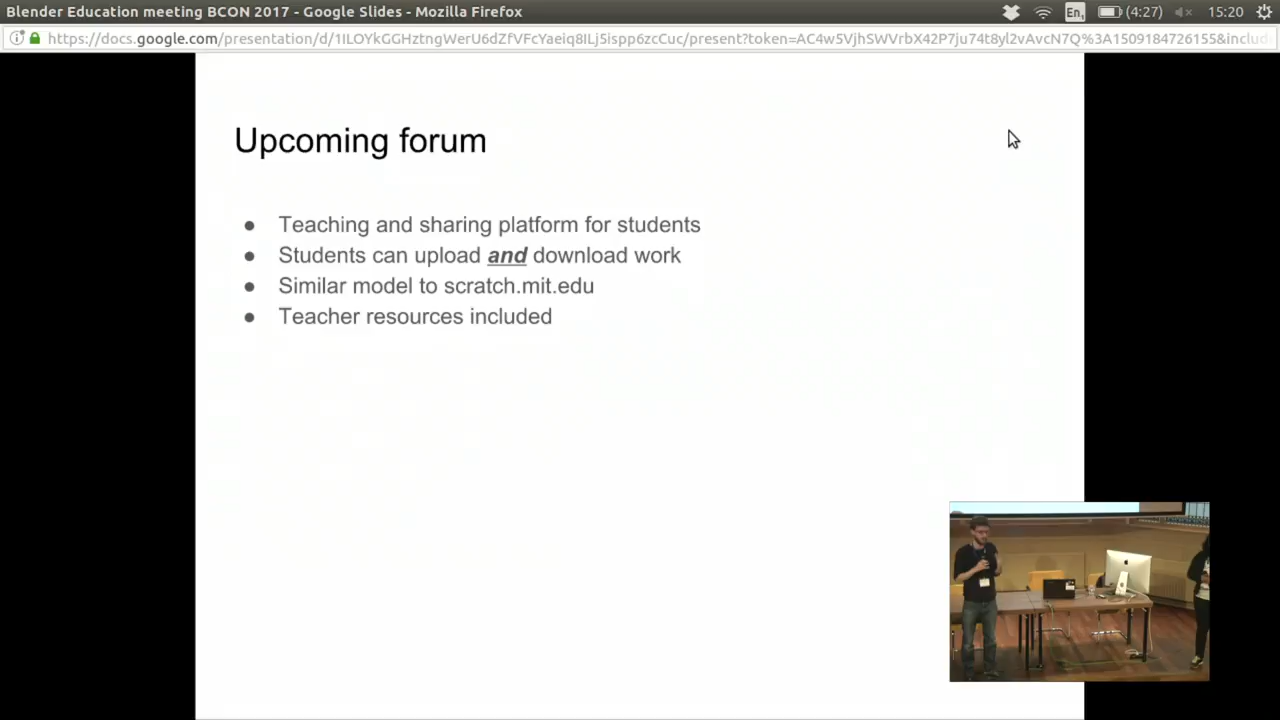 Blender Education meeting BCON 2017 - Google Slides - Mozilla Firefox
En1 (4:27) 15:20
https://docs.google.com/presentation/d/1ILOYkGGHztngWerU6dZfVFcYaeiq8ILj5ispp6zcCuc/present?token=AC4w5VjhSWVrbX42P7ju74t8yl2vAvcN7Q%3A1509184726155&includ
Upcoming forum
● Teaching and sharing platform for students
● Students can upload and download work
● Similar model to scratch.mit.edu
● Teacher resources included